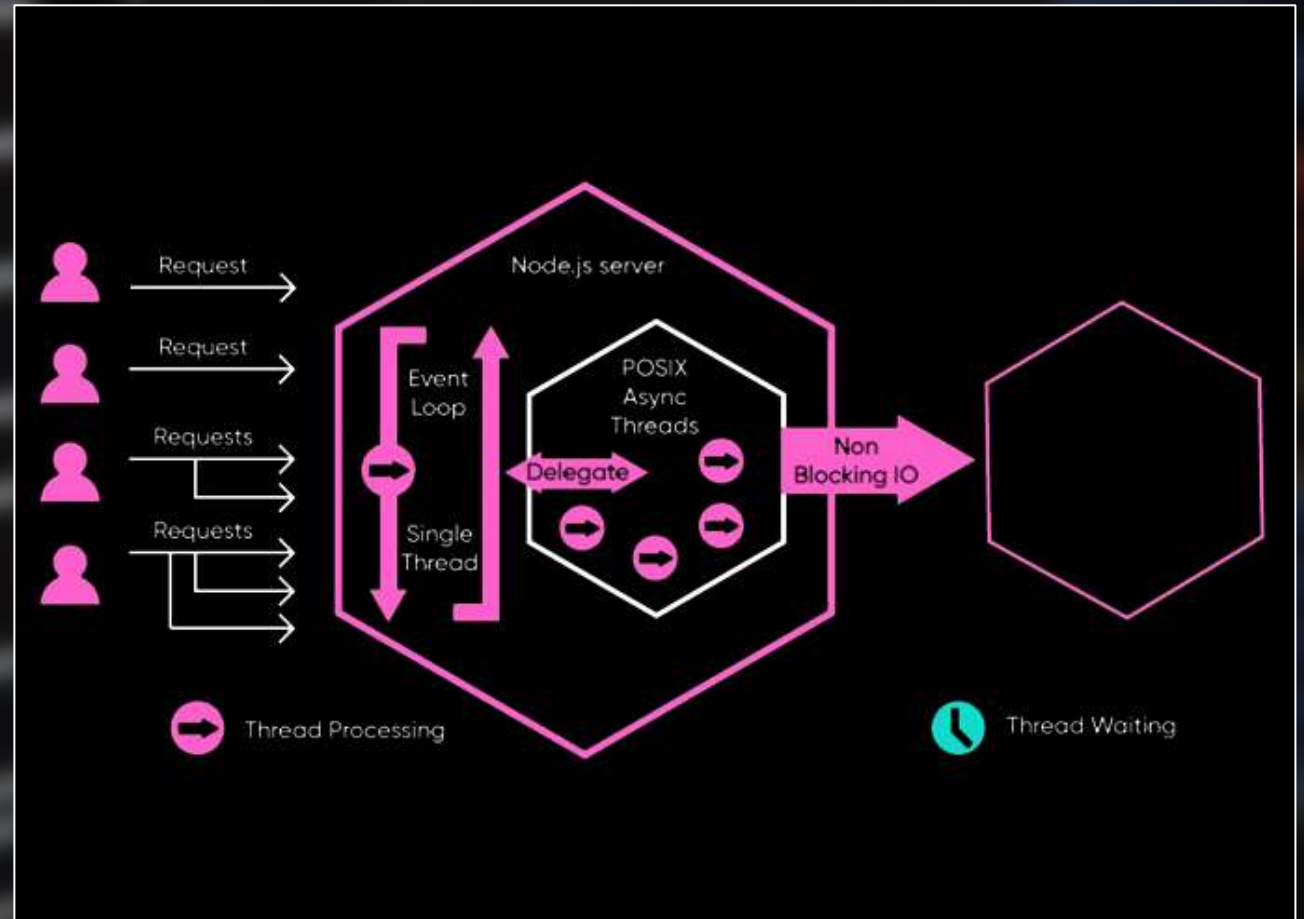 Request
Request
Requests
Requests
Node.js server
Event
Loop
Single
Thread
POSIX
Async
Threads
Delegate
Non
Blocking IO
Thread Processing
Thread Waiting